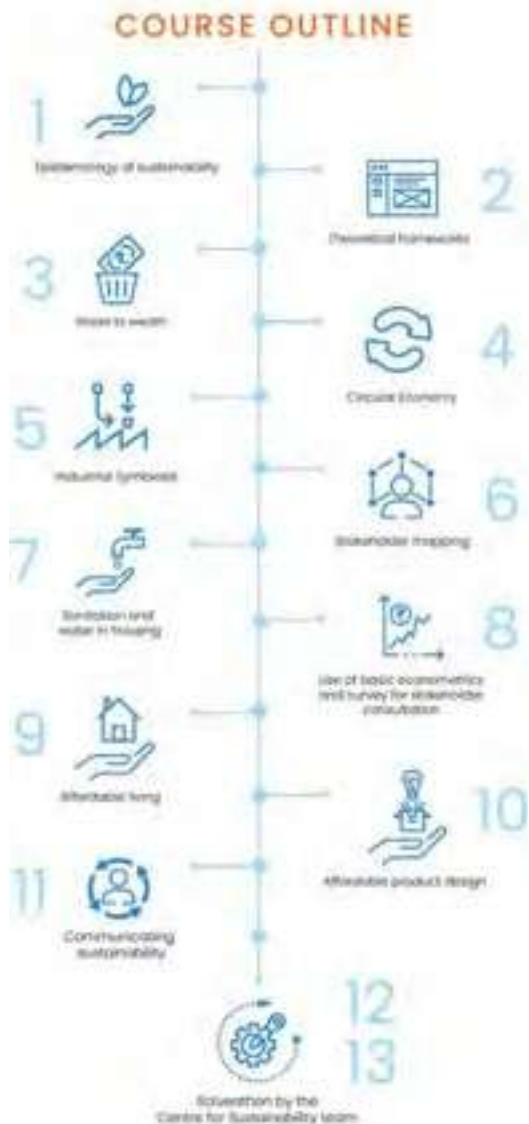 COURSE OUTLINE
1
Epistemology of sustainability
2
Theoretical frameworks
3
Waste to wealth
4
Circular Economy
5
Industrial Symbiosis
6
Stakeholder mapping
7
Sanitation and
water in housing
8
Use of basic econometrics
and survey for stakeholder
consultation
9
Affordable living
10
Affordable product design
11
Communicating
sustainability
12
13
Solverathon by the
Centre for Sustainability team